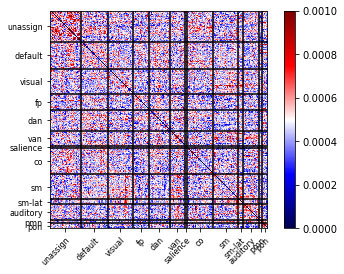 unassign
default
visual
fp
dan
van
salience
co
sm
sm-lat
auditory
pmn
pon
unassign
default
visual
fp
dan
van
salience
co
sm
sm-lat
auditory
0.0010
0.0008
0.0006
0.0004
0.0002
0.0000